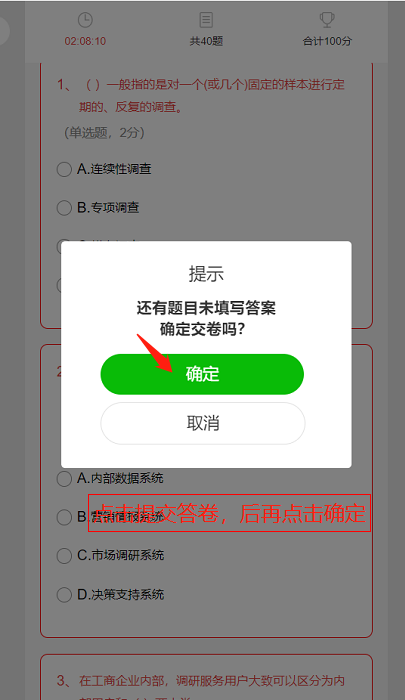 02:08:10
共40题
合计100分
1、（ ）一般指的是对一个(或几个)固定的样本进行定
期的、反复的调查。
（单选题，2分）
A.连续性调查
B.专项调查
提示
还有题目未填写答案
确定交卷吗？
确定
取消
A.内部数据系统
B.营销情报系统
点击提交答卷，后再点击确定
C.市场调研系统
D.决策支持系统
3、在工商企业内部，调研服务用户大致可以区分为内